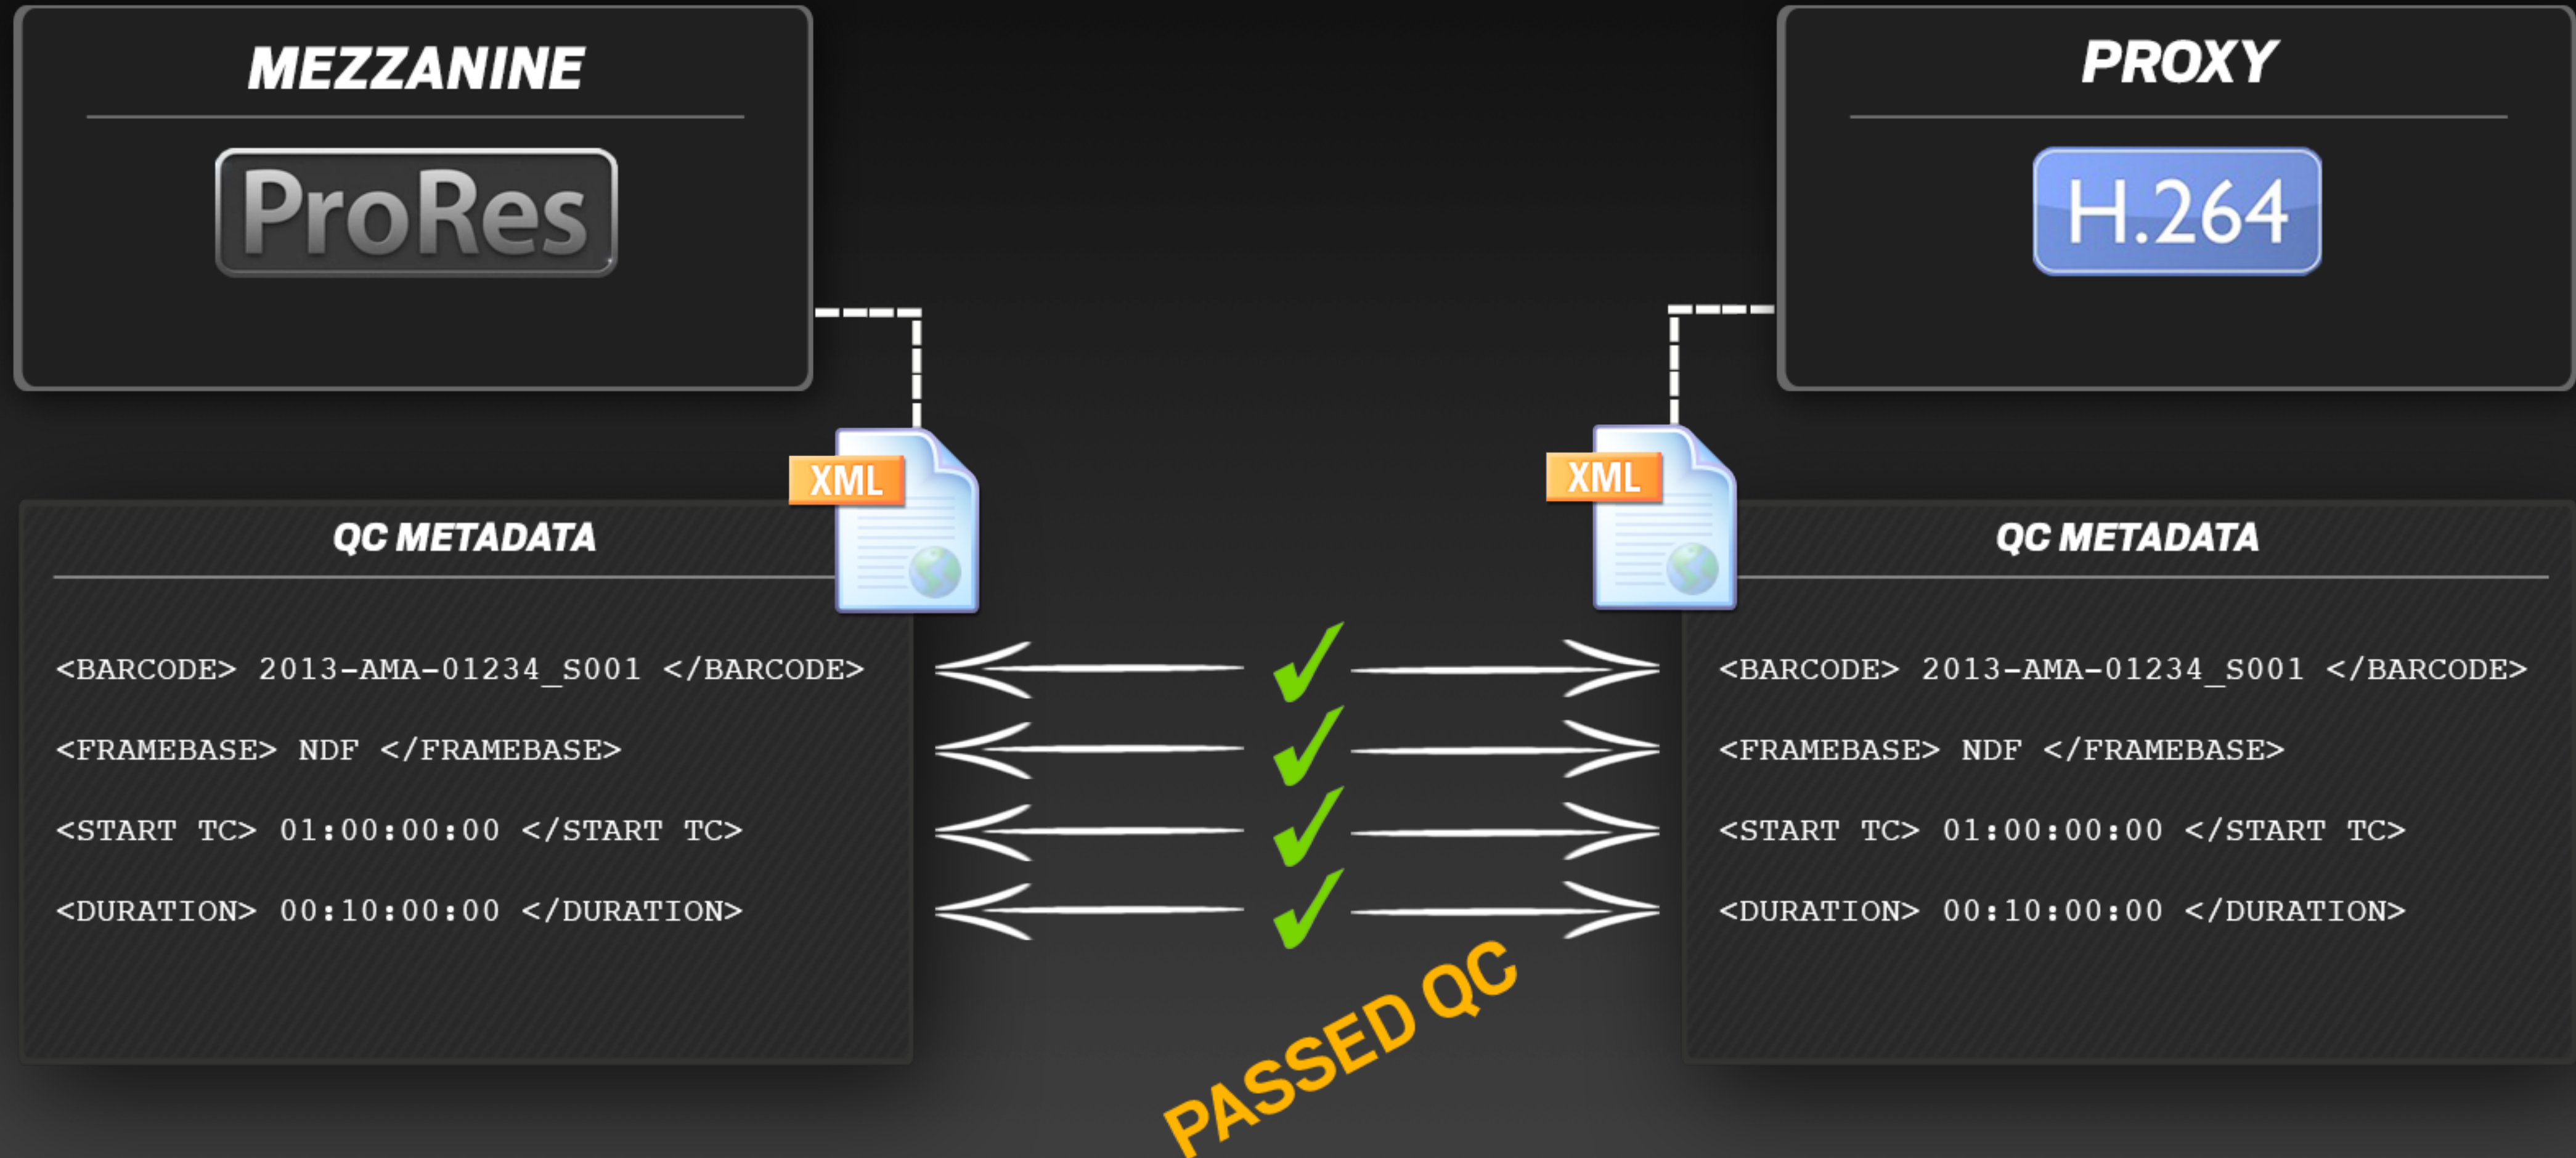 MEZZANINE
ProRes
PROXY
H.264
XML
XML
QC METADATA
<BARCODE> 2013-AMA-01234_S001 </BARCODE>
<FRAMEBASE> NDF </FRAMEBASE>
<START TC> 01:00:00:00 </START TC>
<DURATION> 00:10:00:00 </DURATION>
QC METADATA
<BARCODE> 2013-AMA-01234_S001 </BARCODE>
<FRAMEBASE> NDF </FRAMEBASE>
<START TC> 01:00:00:00 </START TC>
<DURATION> 00:10:00:00 </DURATION>
PASSED QC